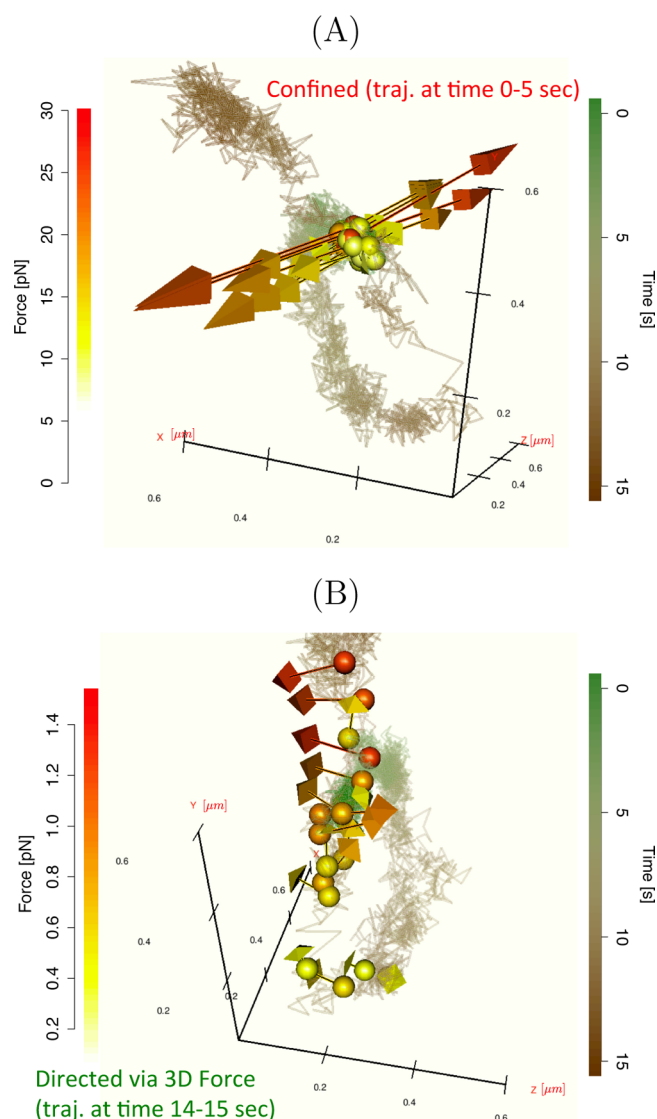 (A)
Confined (traj. at time 0-5 sec)
Force [pN]
30
25
20
15
10
5
0
Time [s]
0
5
10
15
0.6
0.4
0.2
X [μm]
0.6
0.4
0.2
Z [μm]
0.6
0.4
0.2
(B)
Force [pN]
1.4
1.2
1.0
0.8
0.6
0.4
0.2
Time [s]
0
5
10
15
Y [μm]
0.6
0.4
0.2
X
0.6
0.4
0.2
0.2
0.4
0.6
Z [μm]
Directed via 3D Force
(traj. at time 14-15 sec)